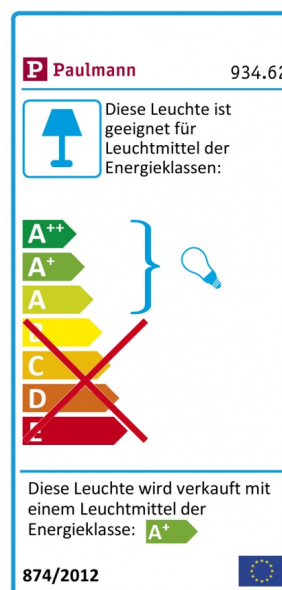 P Paulmann 934.62
Diese Leuchte ist
geeignet für
Leuchtmittel der
Energieklassen:
A++
A+
A
B
C
D
E
Diese Leuchte wird verkauft mit
einem Leuchtmittel der
Energieklasse: A+
874/2012